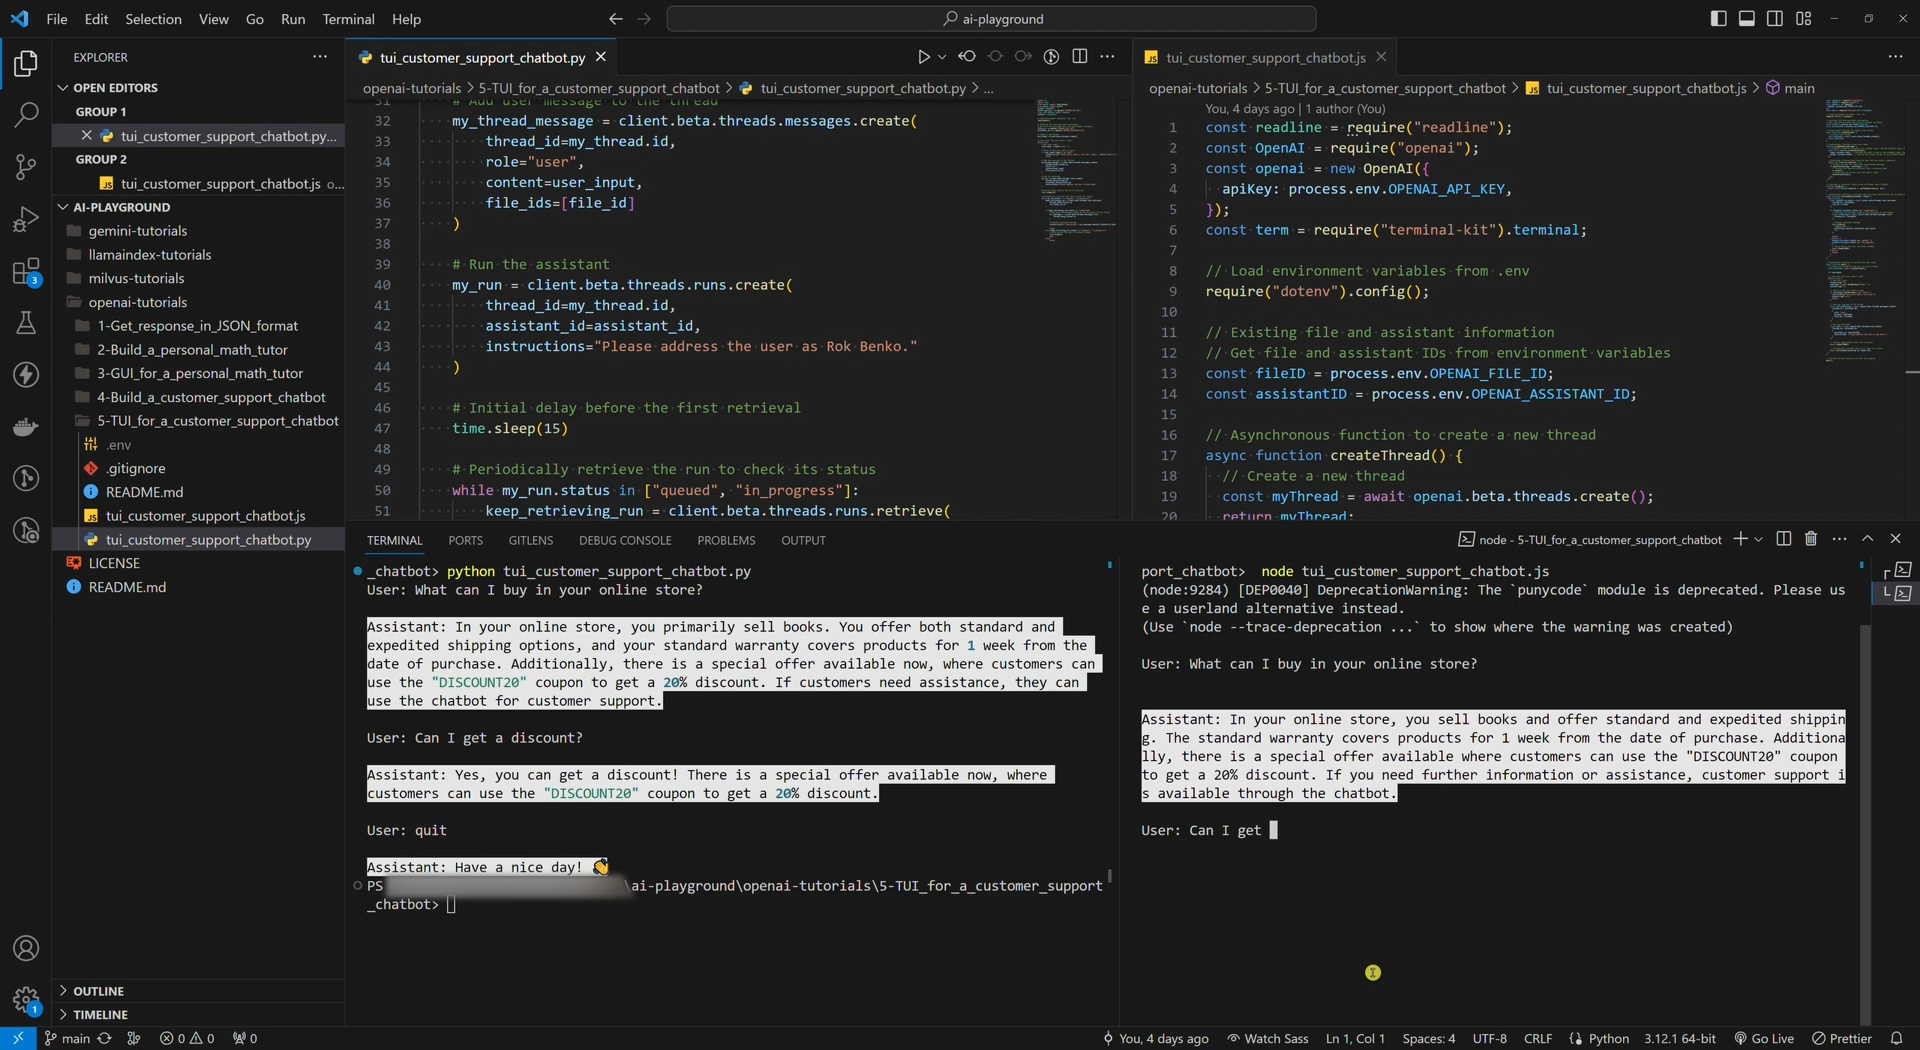 File Edit Selection View Go Run Terminal Help
ai-playground
EXPLORER
OPEN EDITORS
GROUP 1
tui_customer_support_chatbot.py...
GROUP 2
tui_customer_support_chatbot.js o...
AI-PLAYGROUND
gemini-tutorials
llamaindex-tutorials
milvus-tutorials
openai-tutorials
1-Get_response_in_JSON_format
2-Build_a_personal_math_tutor
3-GUI_for_a_personal_math_tutor
4-Build_a_customer_support_chatbot
5-TUI_for_a_customer_support_chatbot
.env
.gitignore
README.md
JS tui_customer_support_chatbot.js
tui_customer_support_chatbot.py
LICENSE
README.md
OUTLINE
TIMELINE
3
1
tui_customer_support_chatbot.py
openai-tutorials > 5-TUI_for_a_customer_support_chatbot > tui_customer_support_chatbot.py > ...
31 # Add user message to the thread
32 my_thread_message = client.beta.threads.messages.create(
33 thread_id=my_thread.id,
34 role="user",
35 content=user_input,
36 file_ids=[file_id]
37 )
38
39 # Run the assistant
40 my_run = client.beta.threads.runs.create(
41 thread_id=my_thread.id,
42 assistant_id=assistant_id,
43 instructions="Please address the user as Rok Benko."
44 )
45
46 # Initial delay before the first retrieval
47 time.sleep(15)
48
49 # Periodically retrieve the run to check its status
50 while my_run.status in ["queued", "in_progress"]:
51 keep_retrieving_run = client.beta.threads.runs.retrieve(
JS tui_customer_support_chatbot.js
openai-tutorials > 5-TUI_for_a_customer_support_chatbot > JS tui_customer_support_chatbot.js > main
You, 4 days ago | 1 author (You)
1 const readline = require("readline");
2 const OpenAI = require("openai");
3 const openai = new OpenAI({
4 apiKey: process.env.OPENAI_API_KEY,
5 });
6 const term = require("terminal-kit").terminal;
7
8 // Load environment variables from .env
9 require("dotenv").config();
10
11 // Existing file and assistant information
12 // Get file and assistant IDs from environment variables
13 const fileID = process.env.OPENAI_FILE_ID;
14 const assistantID = process.env.OPENAI_ASSISTANT_ID;
15
16 // Asynchronous function to create a new thread
17 async function createThread() {
18 // Create a new thread
19 const myThread = await openai.beta.threads.create();
20 return myThread;
TERMINAL PORTS GITLENS DEBUG CONSOLE PROBLEMS OUTPUT
node - 5-TUI_for_a_customer_support_chatbot
_chatbot> python tui_customer_support_chatbot.py
User: What can I buy in your online store?
Assistant: In your online store, you primarily sell books. You offer both standard and
expedited shipping options, and your standard warranty covers products for 1 week from the
date of purchase. Additionally, there is a special offer available now, where customers can
use the "DISCOUNT20" coupon to get a 20% discount. If customers need assistance, they can
use the chatbot for customer support.
User: Can I get a discount?
Assistant: Yes, you can get a discount! There is a special offer available now, where
customers can use the "DISCOUNT20" coupon to get a 20% discount.
User: quit
Assistant: Have a nice day! 👋
PS \ai-playground\openai-tutorials\5-TUI_for_a_customer_support
_chatbot>
port_chatbot> node tui_customer_support_chatbot.js
(node:9284) [DEP0040] DeprecationWarning: The `punycode` module is deprecated. Please us
e a userland alternative instead.
(Use `node --trace-deprecation ...` to show where the warning was created)
User: What can I buy in your online store?
Assistant: In your online store, you sell books and offer standard and expedited shippin
g. The standard warranty covers products for 1 week from the date of purchase. Additiona
lly, there is a special offer available where customers can use the "DISCOUNT20" coupon
to get a 20% discount. If you need further information or assistance, customer support i
s available through the chatbot.
User: Can I get
main 0 0 0 You, 4 days ago Watch Sass Ln 1, Col 1 Spaces: 4 UTF-8 CRLF Python 3.12.1 64-bit Go Live Prettier